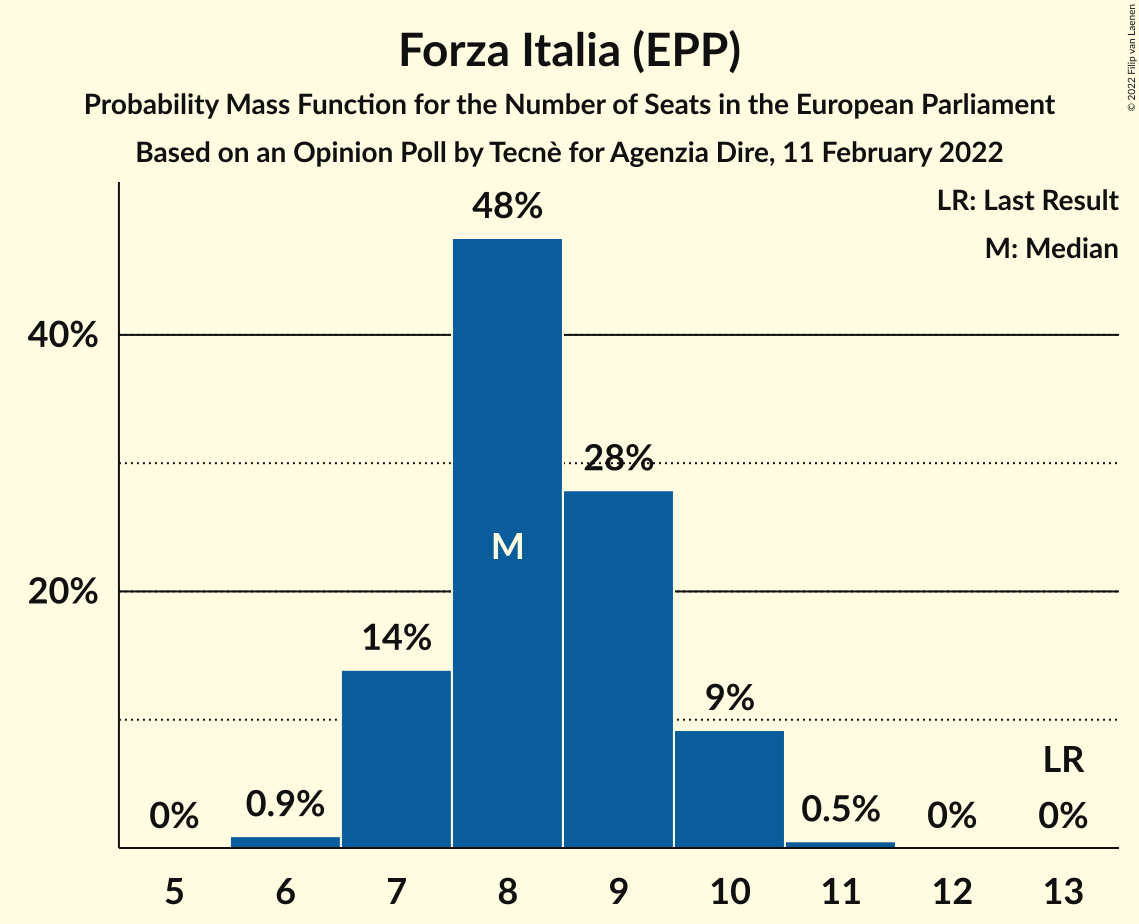 Forza Italia (EPP)
Probability Mass Function for the Number of Seats in the European Parliament
Based on an Opinion Poll by Tecnè for Agenzia Dire, 11 February 2022
© 2022 Filip van Laenen
LR: Last Result
M: Median
48%
40%
28%
M
20%
14%
9%
LR
0%
0.9%
0.5%
0%
0%
5 6 7 8 9 10 11 12 13